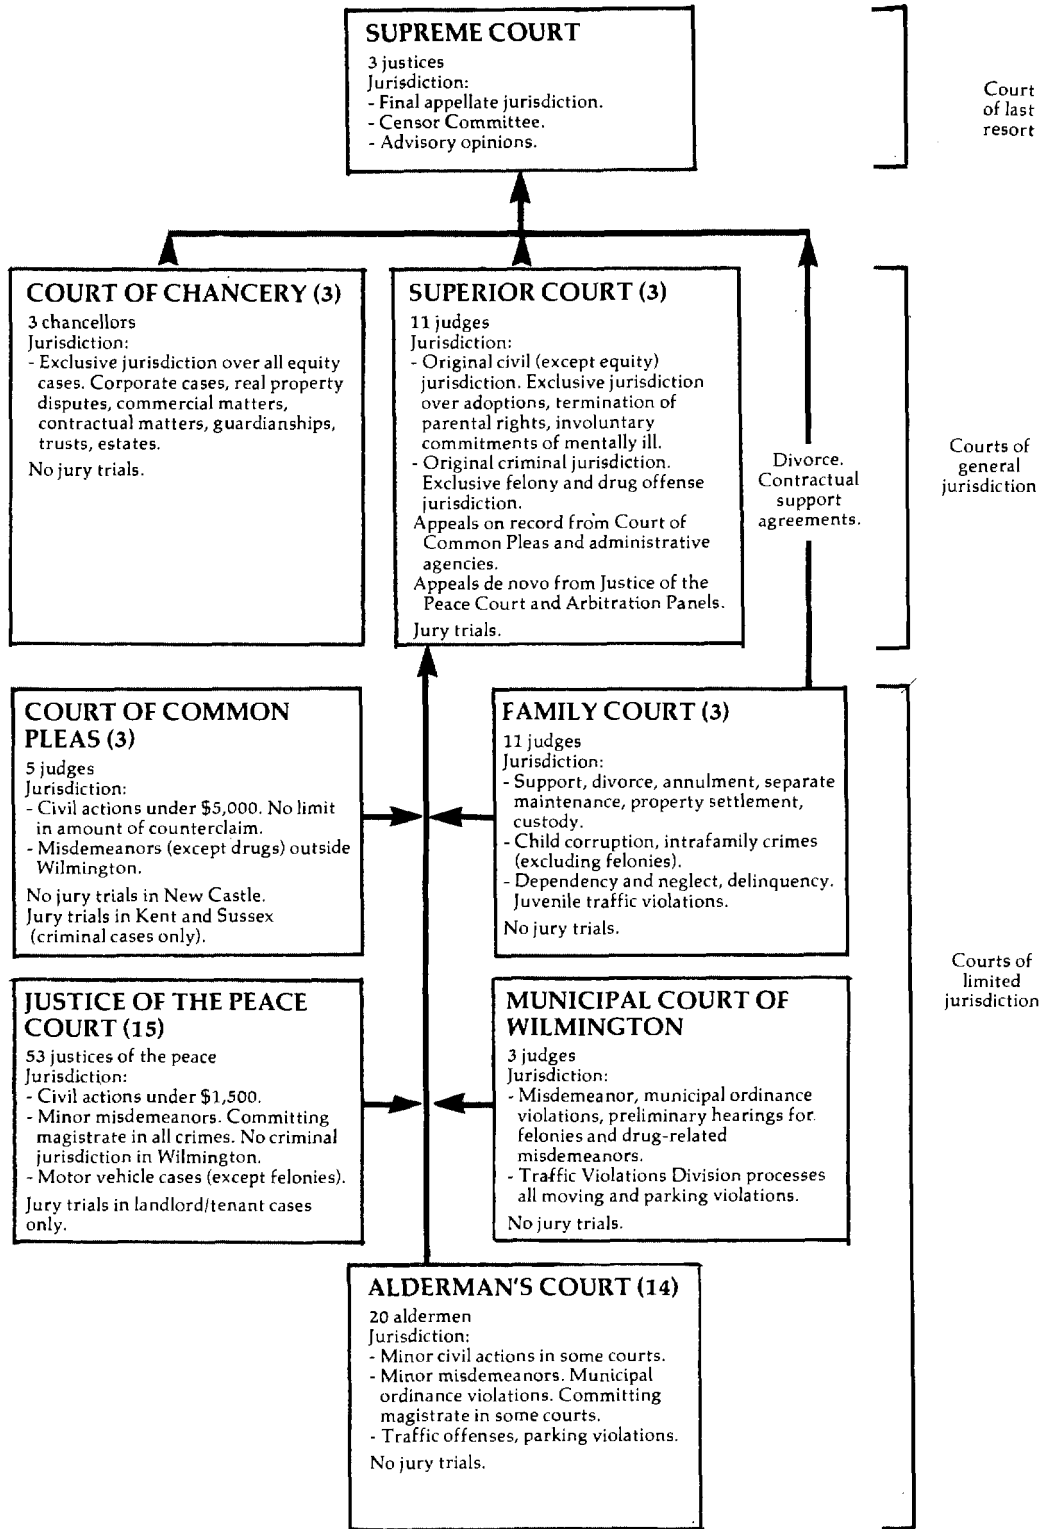 SUPREME COURT
3 justices
Jurisdiction:
- Final appellate jurisdiction.
- Censor Committee.
- Advisory opinions.
Court
of last
resort
COURT OF CHANCERY (3)
3 chancellors
Jurisdiction:
- Exclusive jurisdiction over all equity
cases. Corporate cases, real property
disputes, commercial matters,
contractual matters, guardianships,
trusts, estates.
No jury trials.
SUPERIOR COURT (3)
11 judges
Jurisdiction:
- Original civil (except equity)
jurisdiction. Exclusive jurisdiction
over adoptions, termination of
parental rights, involuntary
commitments of mentally ill.
- Original criminal jurisdiction.
Exclusive felony and drug offense
jurisdiction.
Appeals on record from Court of
Common Pleas and administrative
agencies.
Appeals de novo from Justice of the
Peace Court and Arbitration Panels.
Jury trials.
Divorce.
Contractual
support
agreements.
Courts of
general
jurisdiction
COURT OF COMMON
PLEAS (3)
5 judges
Jurisdiction:
- Civil actions under $5,000. No limit
in amount of counterclaim.
- Misdemeanors (except drugs) outside
Wilmington.
No jury trials in New Castle.
Jury trials in Kent and Sussex
(criminal cases only).
FAMILY COURT (3)
11 judges
Jurisdiction:
- Support, divorce, annulment, separate
maintenance, property settlement,
custody.
- Child corruption, intrafamily crimes
(excluding felonies).
- Dependency and neglect, delinquency.
Juvenile traffic violations.
No jury trials.
JUSTICE OF THE PEACE
COURT (15)
53 justices of the peace
Jurisdiction:
- Civil actions under $1,500.
- Minor misdemeanors. Committing
magistrate in all crimes. No criminal
jurisdiction in Wilmington.
- Motor vehicle cases (except felonies).
Jury trials in landlord/tenant cases
only.
MUNICIPAL COURT OF
WILMINGTON
3 judges
Jurisdiction:
- Misdemeanor, municipal ordinance
violations, preliminary hearings for
felonies and drug-related
misdemeanors.
- Traffic Violations Division processes
all moving and parking violations.
No jury trials.
Courts of
limited
jurisdiction
ALDERMAN'S COURT (14)
20 aldermen
Jurisdiction:
- Minor civil actions in some courts.
- Minor misdemeanors. Municipal
ordinance violations. Committing
magistrate in some courts.
- Traffic offenses, parking violations.
No jury trials.